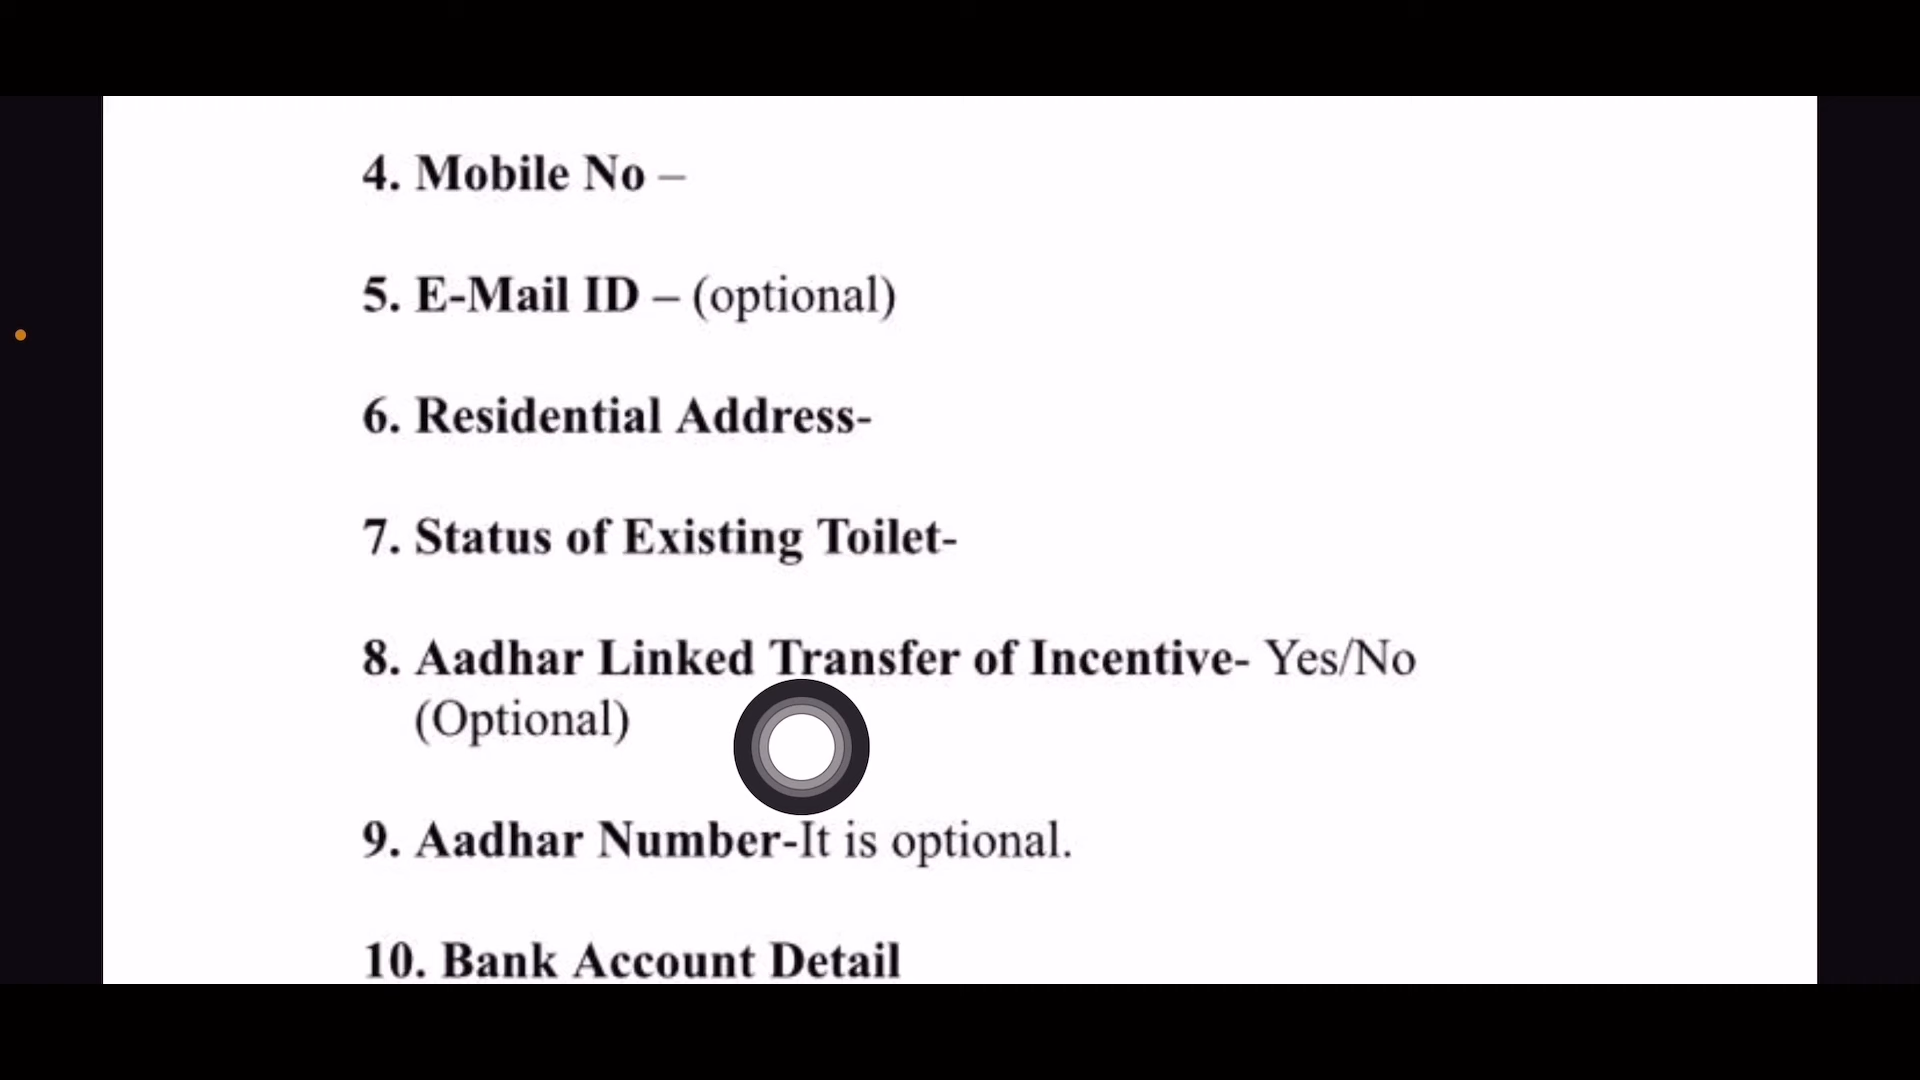 4. Mobile No –
5. E-Mail ID – (optional)
6. Residential Address-
7. Status of Existing Toilet-
8. Aadhar Linked Transfer of Incentive- Yes/No
(Optional)
9. Aadhar Number-It is optional.
10. Bank Account Detail